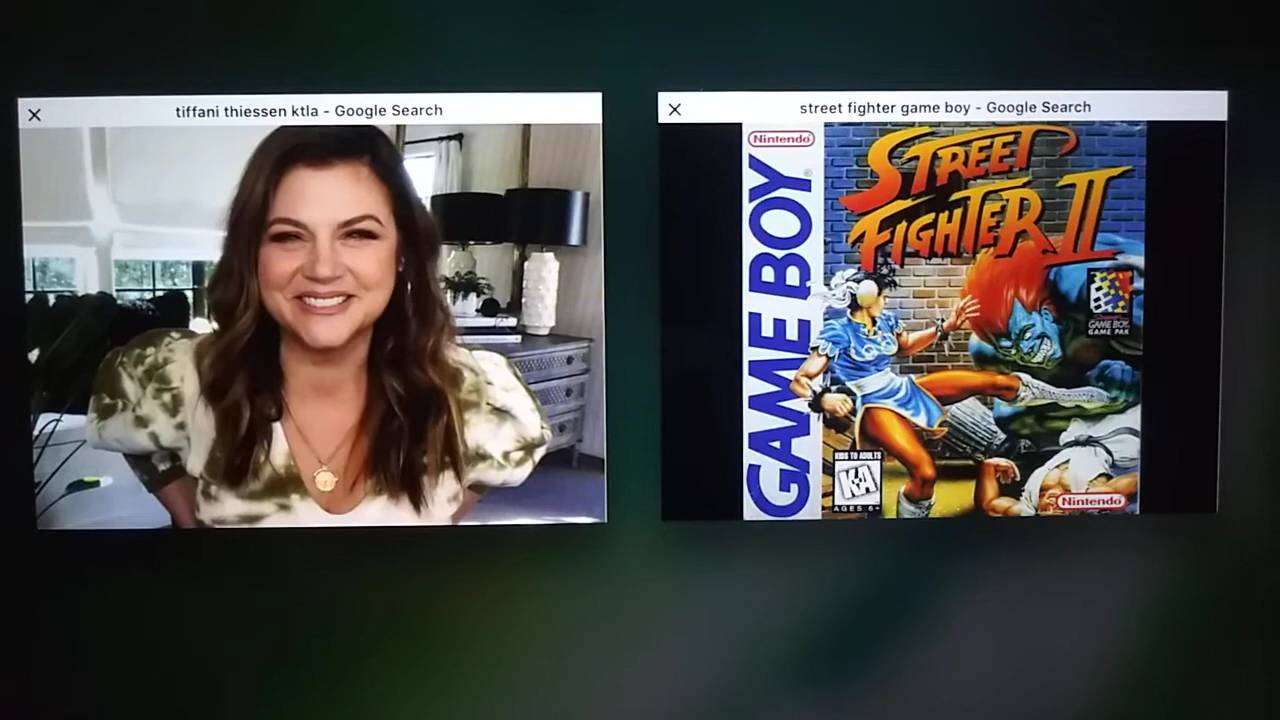 tiffani thiessen ktla - Google Search
street fighter game boy - Google Search
Nintendo
GAME BOY
STREET
FIGHTER II
GAME BOY
GAME PAK
KIDS TO ADULTS
KA
AGES 6+
Nintendo